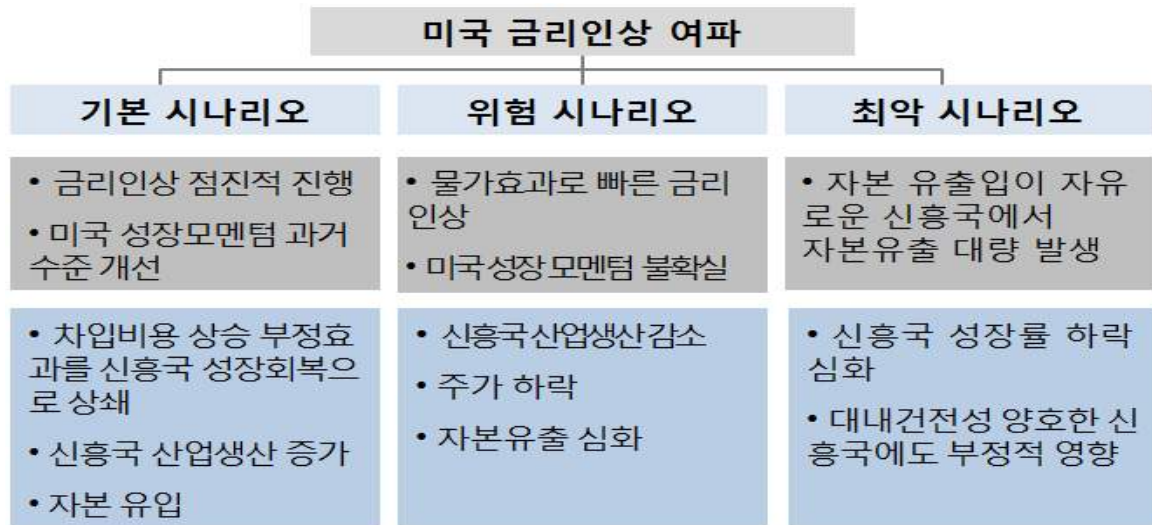 미국 금리인상 여파
기본 시나리오
• 금리인상 점진적 진행
• 미국 성장모멘텀 과거
수준 개선
• 차입비용 상승 부정효
과를 신흥국 성장회복으
로 상쇄
• 신흥국 산업생산 증가
• 자본 유입
위험 시나리오
• 물가효과로 빠른 금리
인상
• 미국성장 모멘텀 불확실
• 신흥국 산업생산 감소
• 주가 하락
• 자본유출 심화
최악 시나리오
• 자본 유출입이 자유
로운 신흥국에서
자본유출 대량 발생
• 신흥국 성장률 하락
심화
• 대내건전성 양호한 신
흥국에도 부정적 영향